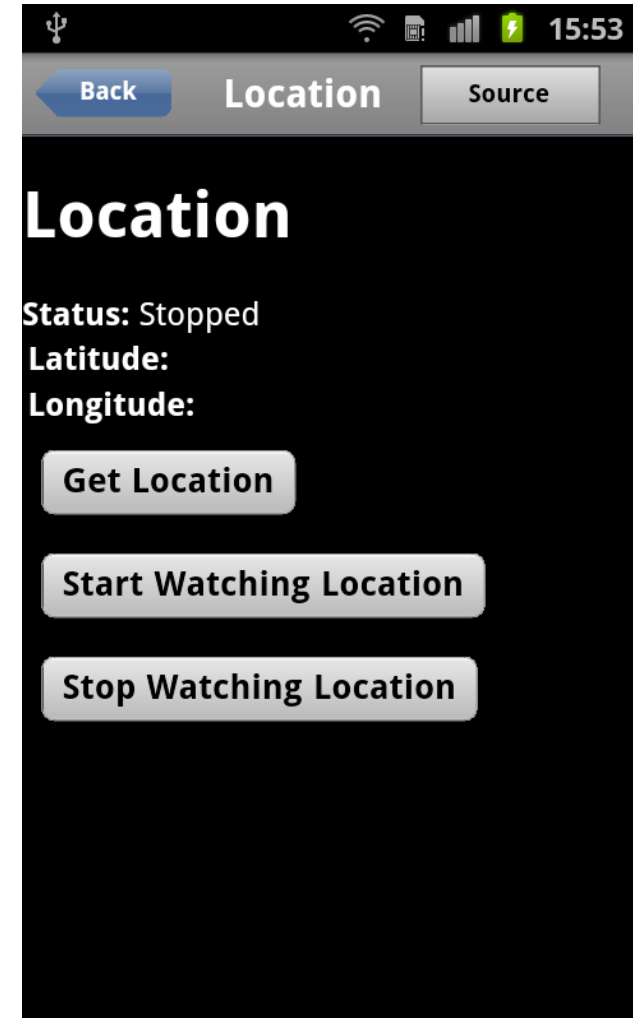 15:53
Back Location Source
Location
Status: Stopped
Latitude:
Longitude:
Get Location
Start Watching Location
Stop Watching Location